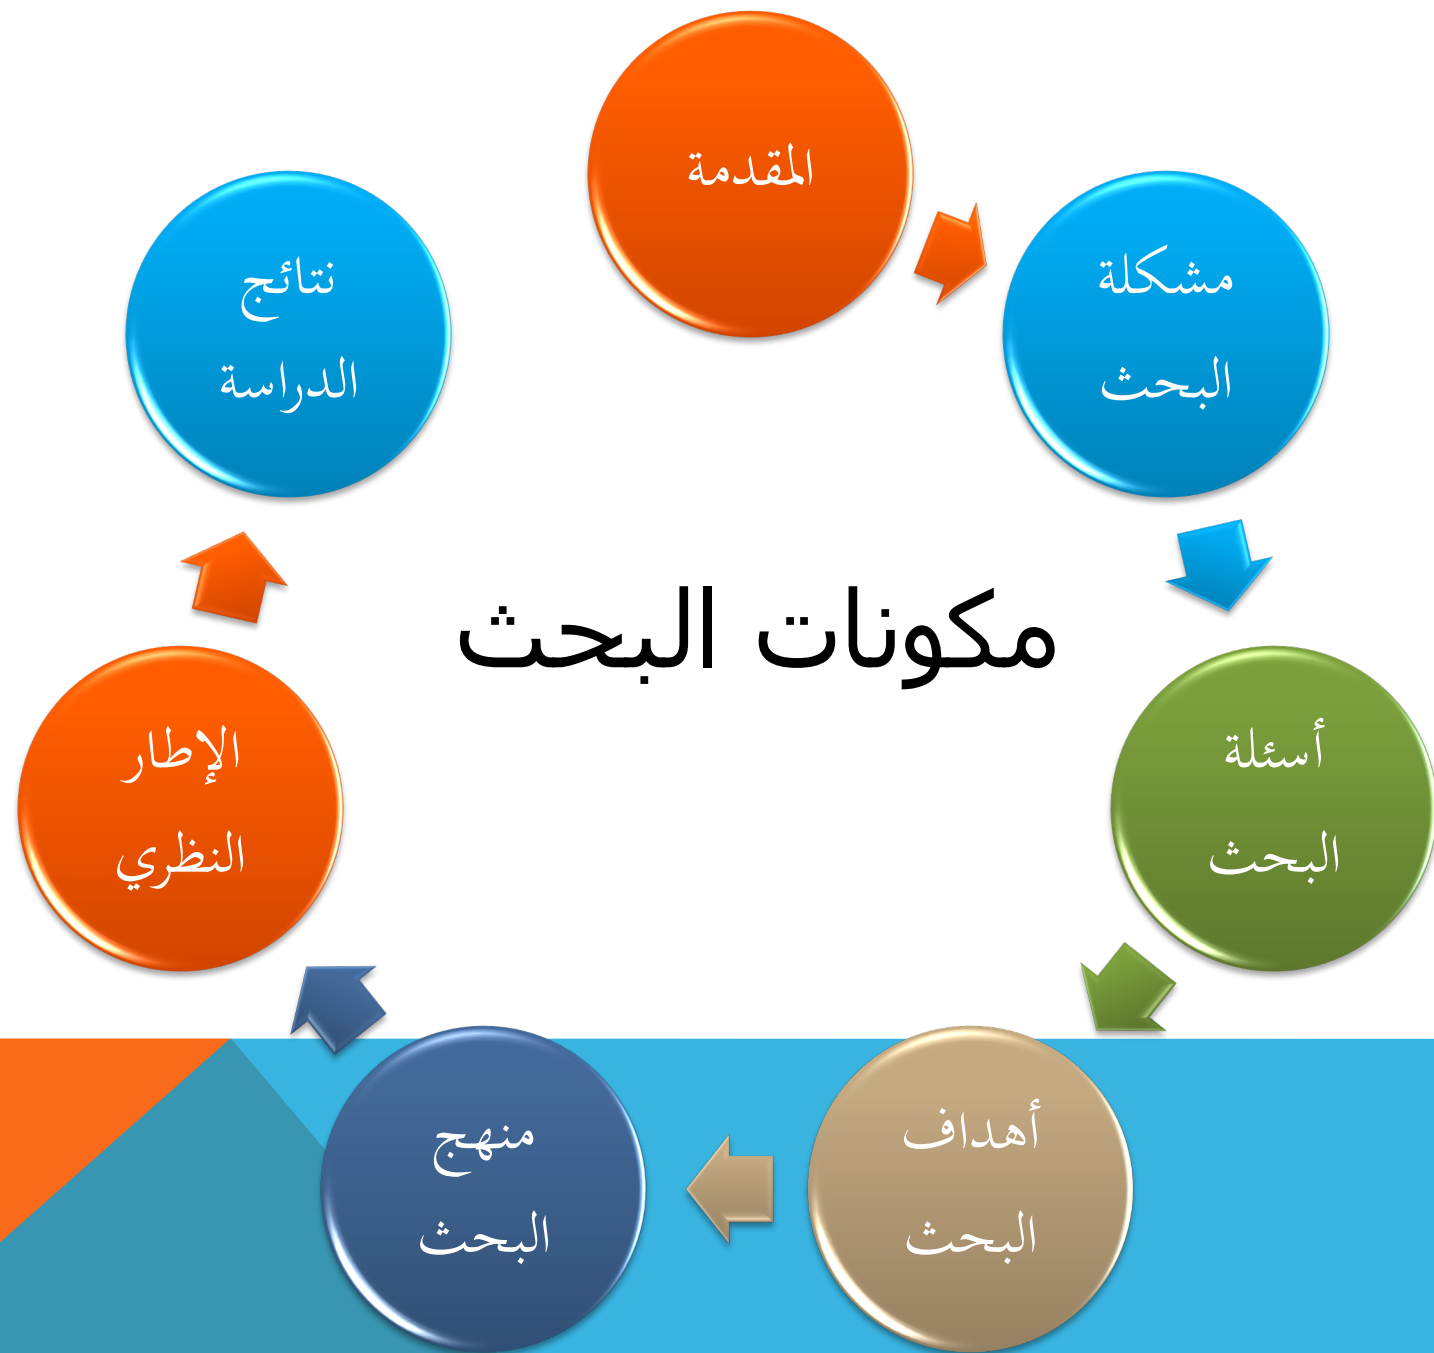 المقدمة
مشكلة
البحث
أسئلة
البحث
أهداف
البحث
منهج
البحث
الإطار
النظري
نتائج
الدراسة
مكونات البحث